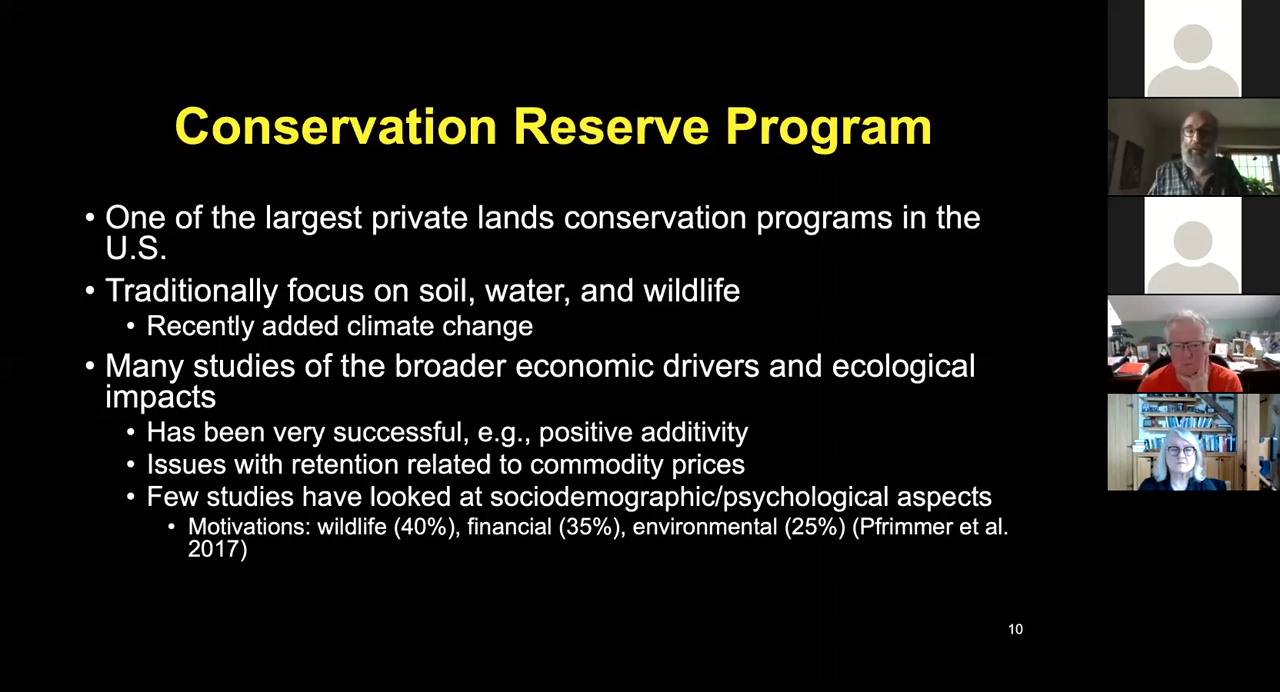 Conservation Reserve Program
• One of the largest private lands conservation programs in the
U.S.
• Traditionally focus on soil, water, and wildlife
• Recently added climate change
• Many studies of the broader economic drivers and ecological
impacts
• Has been very successful, e.g., positive additivity
• Issues with retention related to commodity prices
• Few studies have looked at sociodemographic/psychological aspects
• Motivations: wildlife (40%), financial (35%), environmental (25%) (Pfrimmer et al.
2017)
10